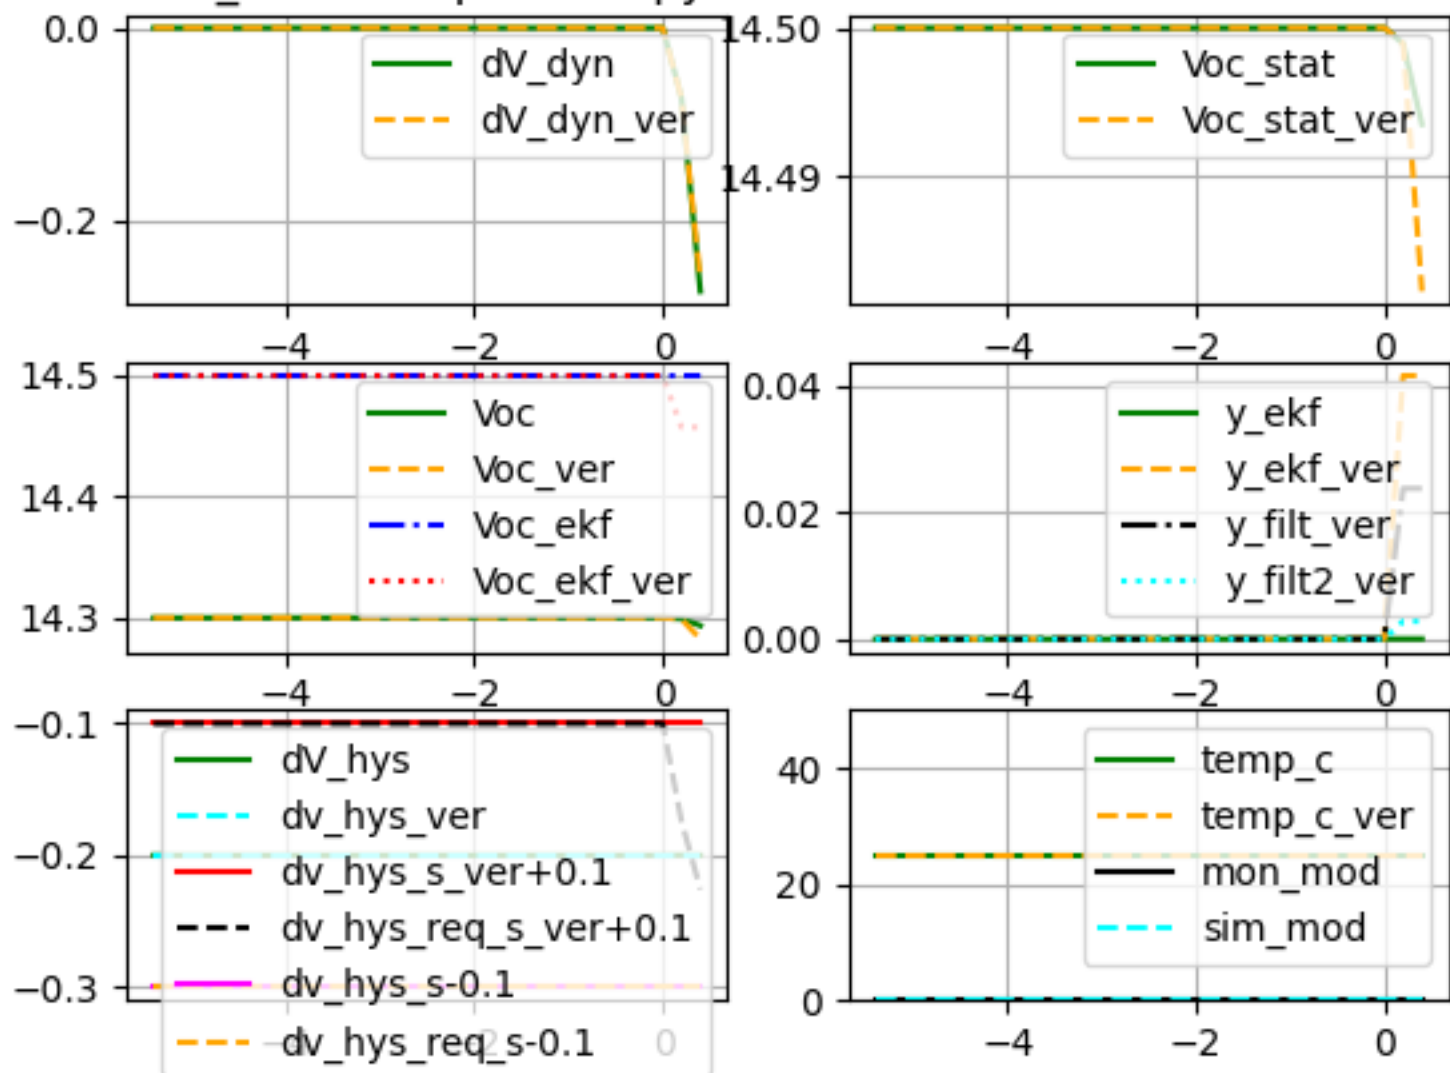 0.0
−0.2
dV_dyn
dV_dyn_ver
−4
−2
0
14.50
14.49
Voc_stat
Voc_stat_ver
−4
−2
0
14.5
14.4
14.3
Voc
Voc_ver
Voc_ekf
Voc_ekf_ver
−4
−2
0
0.04
0.02
0.00
y_ekf
y_ekf_ver
y_filt_ver
y_filt2_ver
−4
−2
0
−0.1
−0.2
−0.3
dV_hys
dv_hys_ver
dv_hys_s_ver+0.1
dv_hys_req_s_ver+0.1
dv_hys_s-0.1
dv_hys_req_s-0.1
−4
−2
0
40
20
0
temp_c
temp_c_ver
mon_mod
sim_mod
−4
−2
0